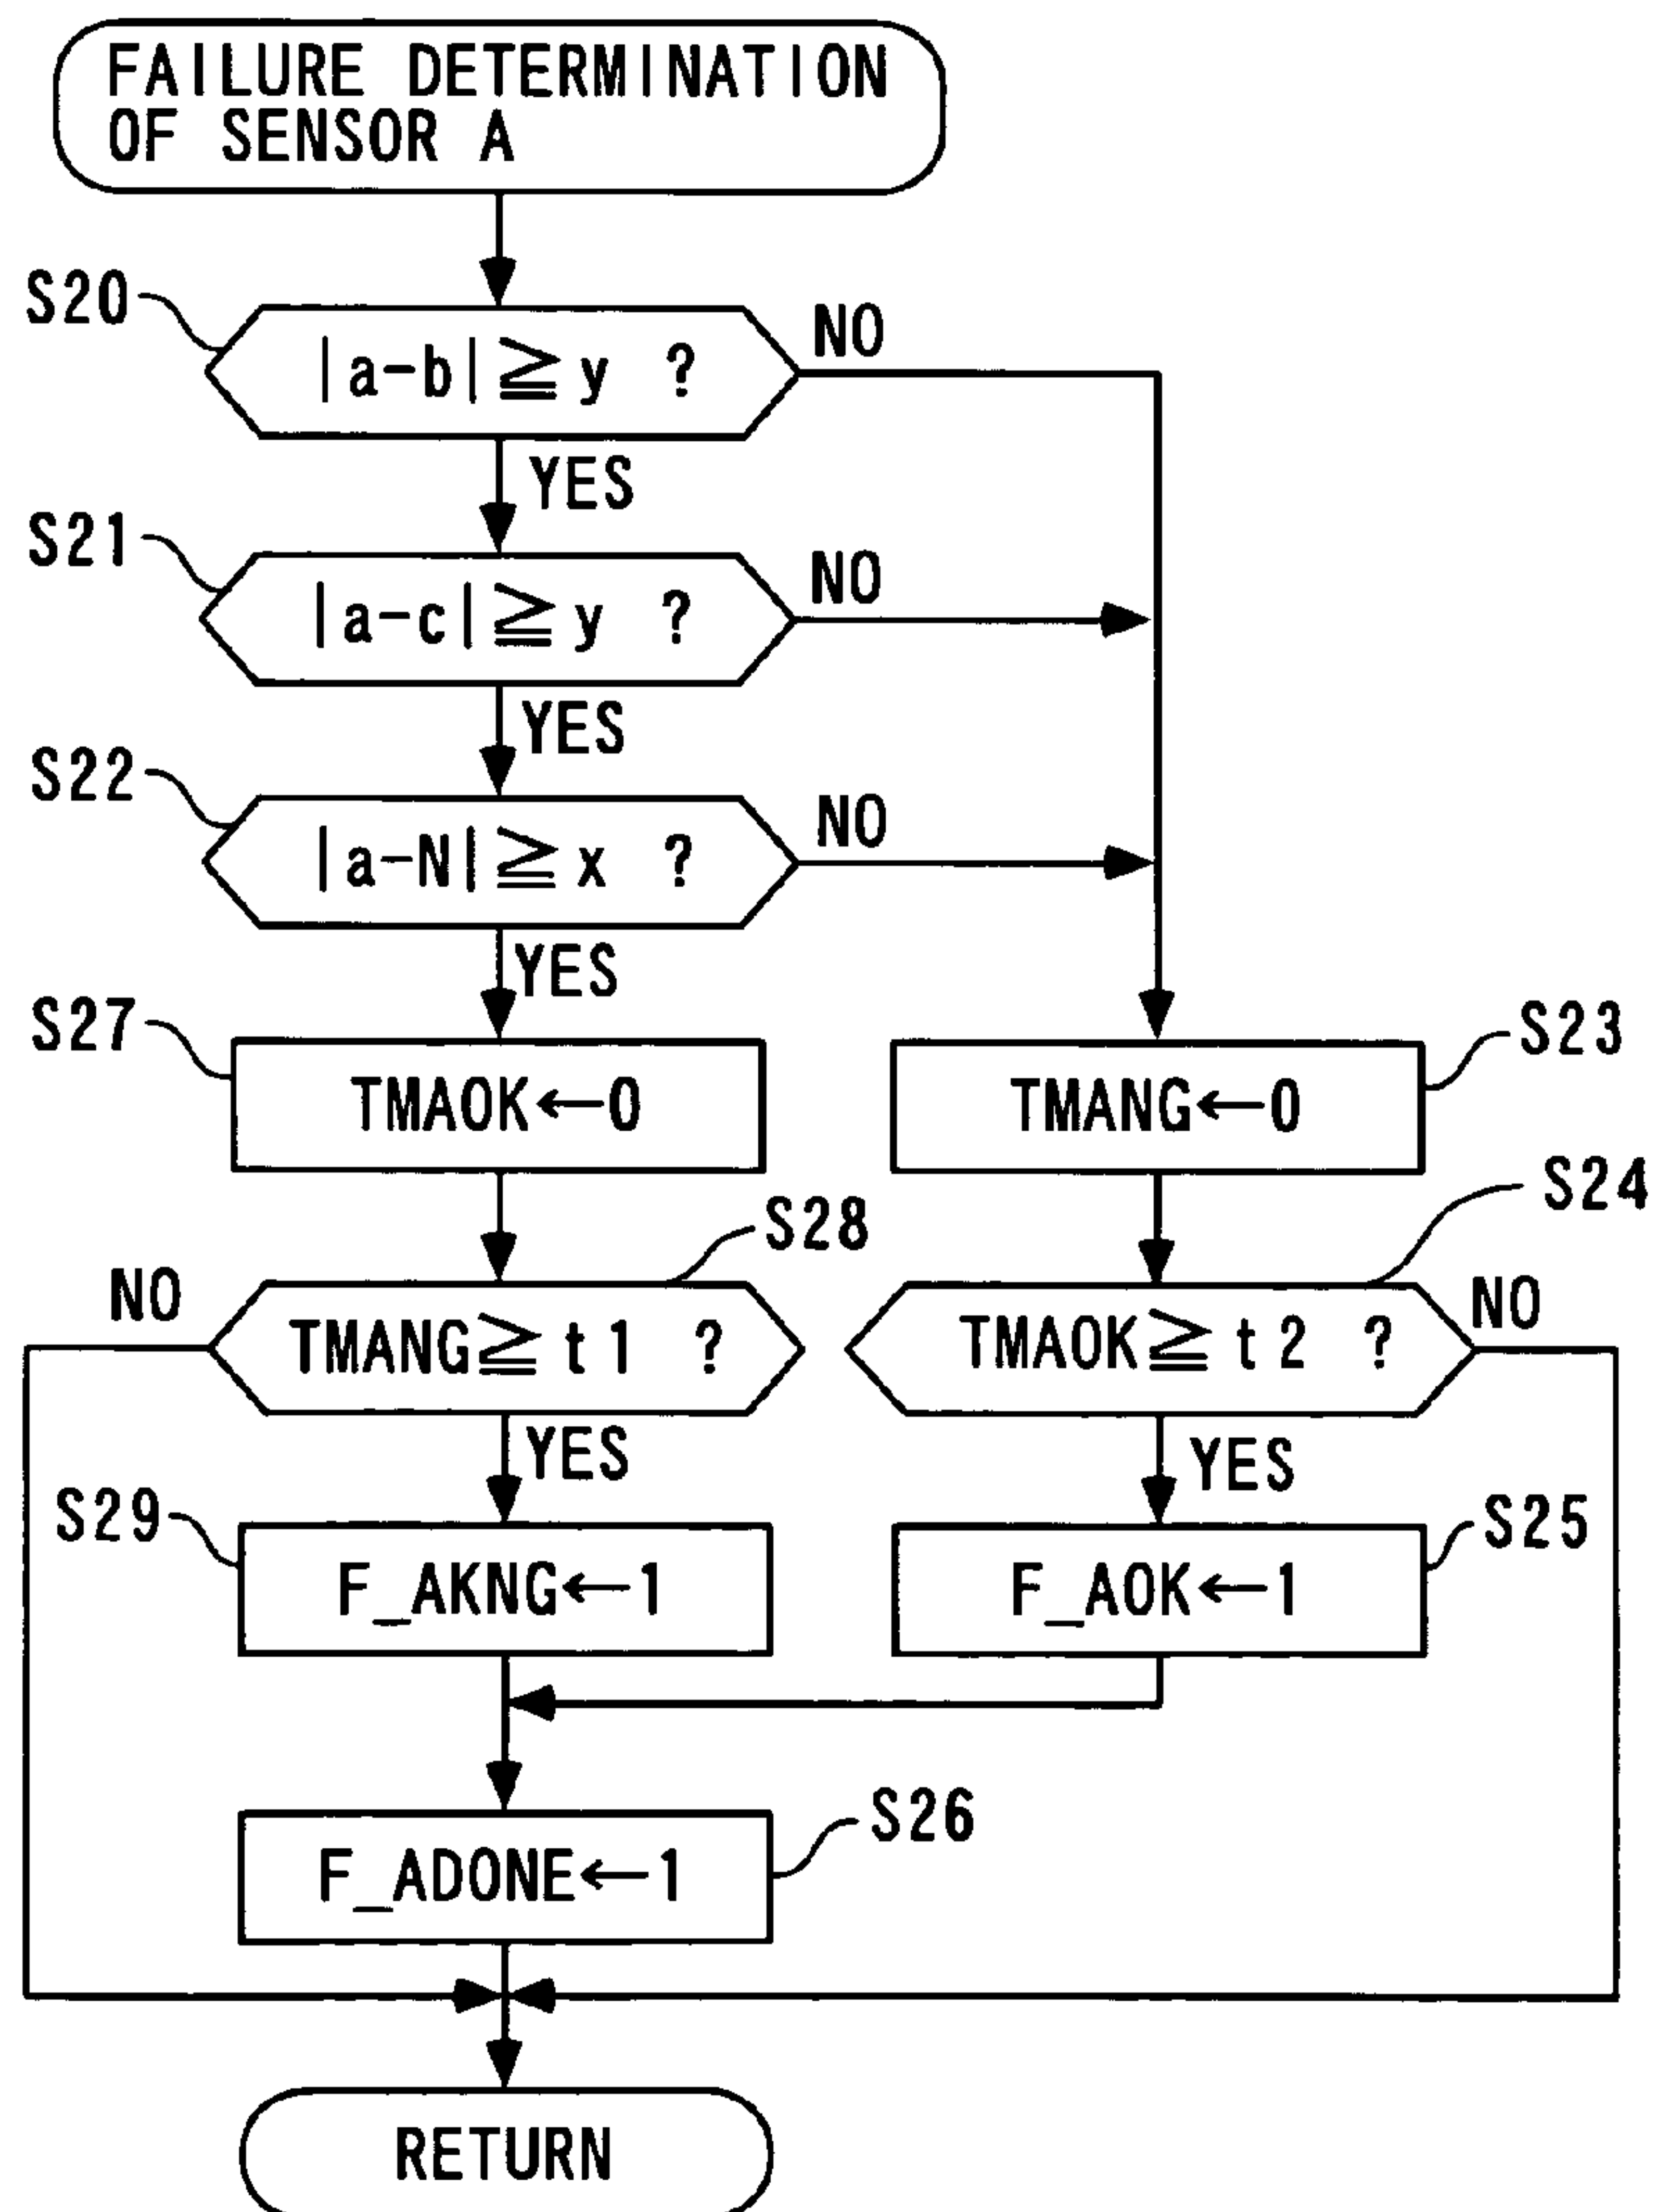 FAILURE DETERMINATION
OF SENSOR A
S20
|a-b|≧y ?
NO
YES
S21
|a-c|≧y ?
NO
YES
S22
|a-N|≧x ?
NO
YES
S27
TMAOK←0
S23
TMANG←0
S28
NO
TMANG≧t1 ?
YES
S24
TMAOK≧t2 ?
NO
YES
S29
F_AKNG←1
S25
F_AOK←1
S26
F_ADONE←1
RETURN